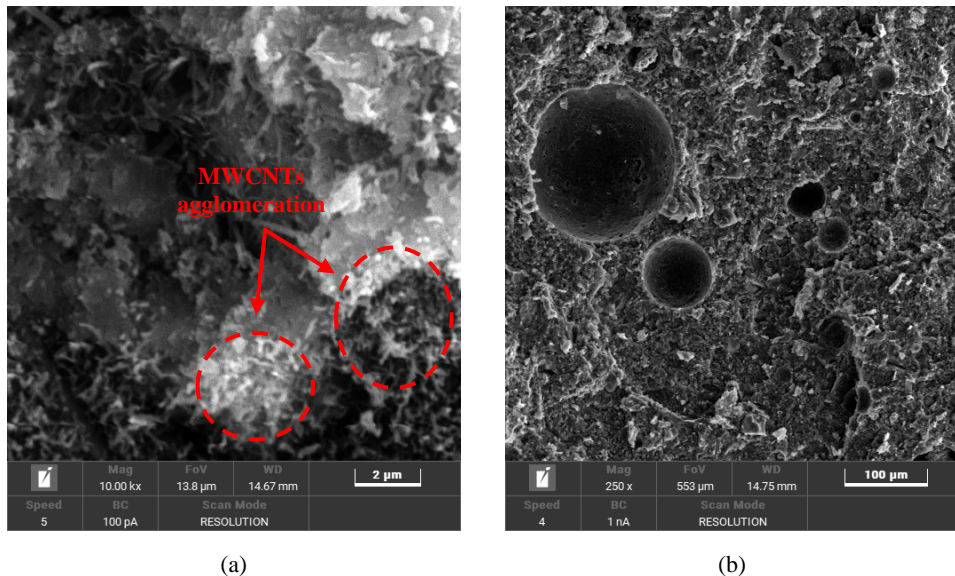 MWCNTs
agglomeration
Mag FoV WD
10.00 kx 13.8 µm 14.67 mm 2 µm
Speed BC Scan Mode
5 100 pA RESOLUTION
(a)
Mag FoV WD
250 x 553 µm 14.75 mm 100 µm
Speed BC Scan Mode
4 1 nA RESOLUTION
(b)